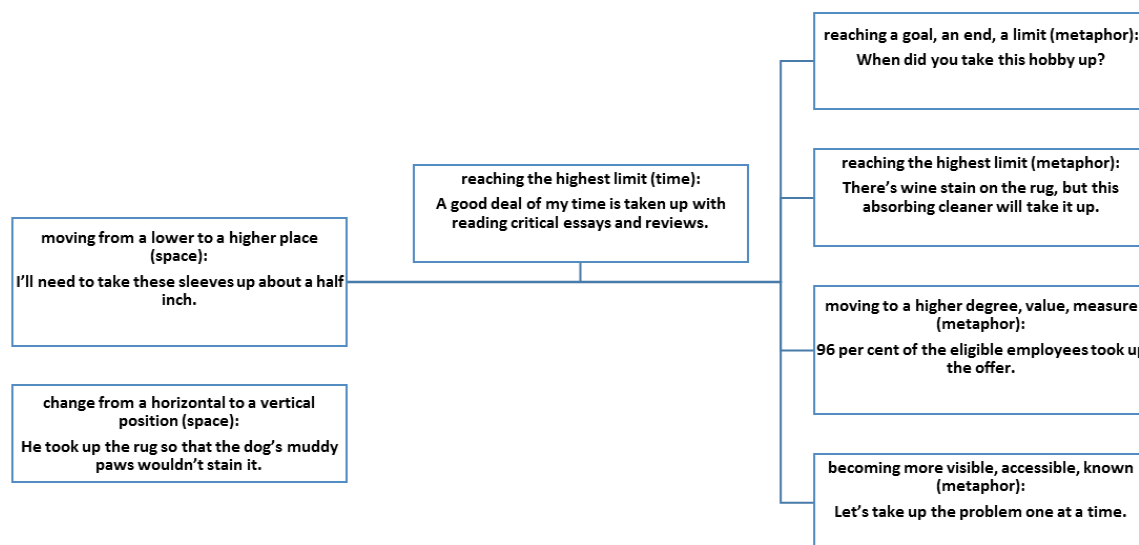 moving from a lower to a higher place
(space):
I'll need to take these sleeves up about a half
inch.
change from a horizontal to a vertical
position (space):
He took up the rug so that the dog's muddy
paws wouldn't stain it.
reaching the highest limit (time):
A good deal of my time is taken up with
reading critical essays and reviews.
reaching a goal, an end, a limit (metaphor):
When did you take this hobby up?
reaching the highest limit (metaphor):
There's wine stain on the rug, but this
absorbing cleaner will take it up.
moving to a higher degree, value, measure
(metaphor):
96 per cent of the eligible employees took up
the offer.
becoming more visible, accessible, known
(metaphor):
Let's take up the problem one at a time.